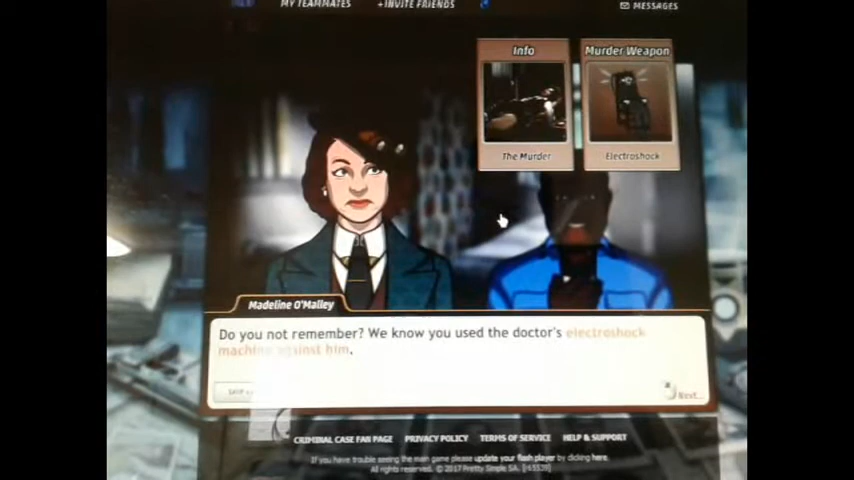 MY TEAMMATES
+INVITE FRIENDS
MESSAGES
Info
Murder Weapon
The Murder
Electroshock
Madeline O'Malley
Do you not remember? We know you used the doctor's electroshock
machine against him.
Next...
CRIMINAL CASE FAN PAGE PRIVACY POLICY TERMS OF SERVICE HELP & SUPPORT
If you have trouble seeing the main game please update your flash player by clicking here.
All rights reserved. © 2017 Pretty Simple SA.